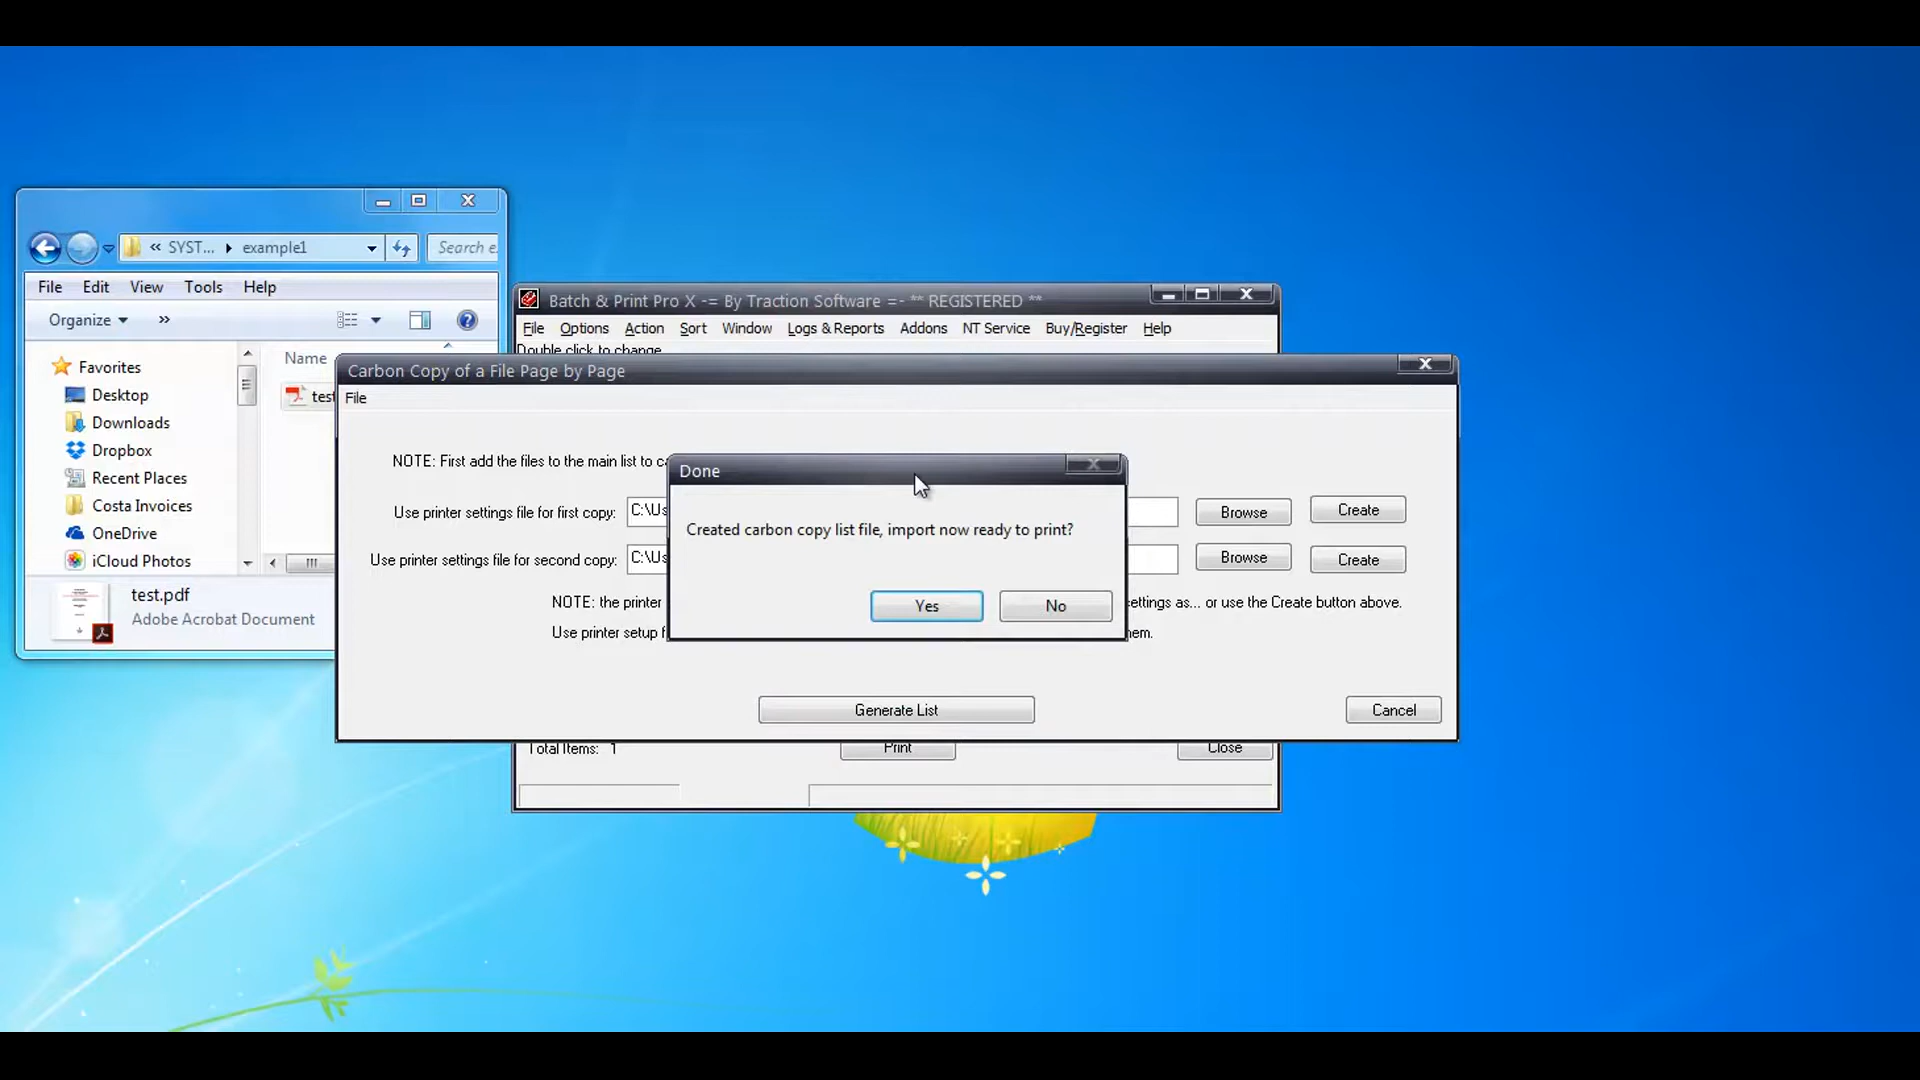 « SYST... ▸ example1
Search e
File Edit View Tools Help
Organize »
Favorites
Desktop
Downloads
Dropbox
Recent Places
Costa Invoices
OneDrive
iCloud Photos
Name
test
test.pdf
Adobe Acrobat Document
Batch & Print Pro X -= By Traction Software =- ** REGISTERED **
File Options Action Sort Window Logs & Reports Addons NT Service Buy/Register Help
Double click to change
Carbon Copy of a File Page by Page
File
NOTE: First add the files to the main list to
Use printer settings file for first copy: C:\Us Browse Create
Use printer settings file for second copy: C:\Us Browse Create
NOTE: the printer ettings as... or use the Create button above.
Use printer setup em.
Generate List Cancel
Done
Created carbon copy list file, import now ready to print?
Yes No
Total Items: 1 Print Close